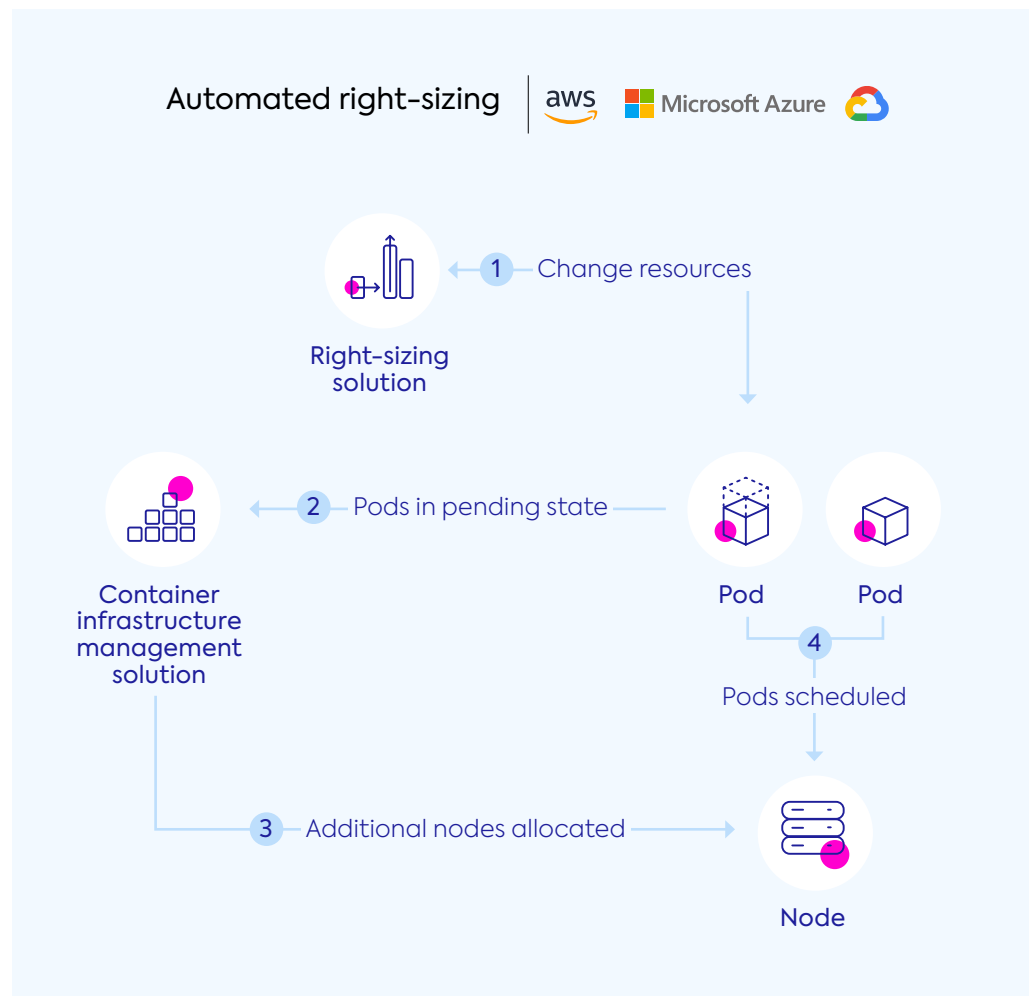 Automated right-sizing
aws
Microsoft Azure
1
Change resources
Right-sizing
solution
2
Pods in pending state
Container
infrastructure
management
solution
Pod
Pod
4
Pods scheduled
3
Additional nodes allocated
Node